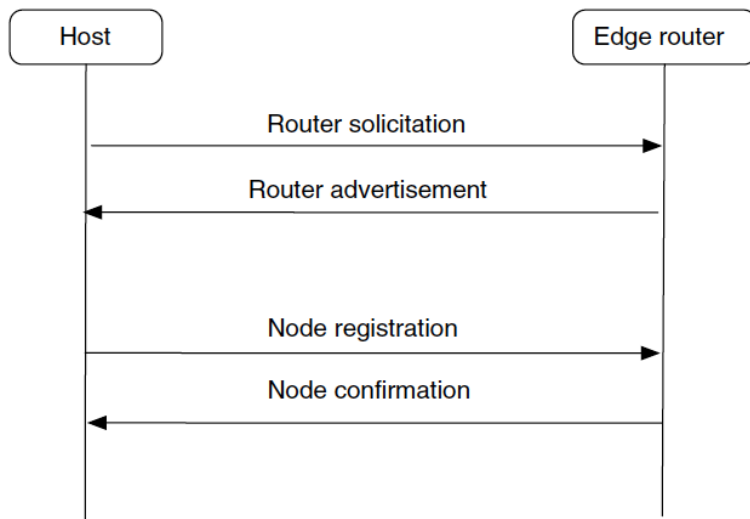 Host
Edge router
Router solicitation
Router advertisement
Node registration
Node confirmation